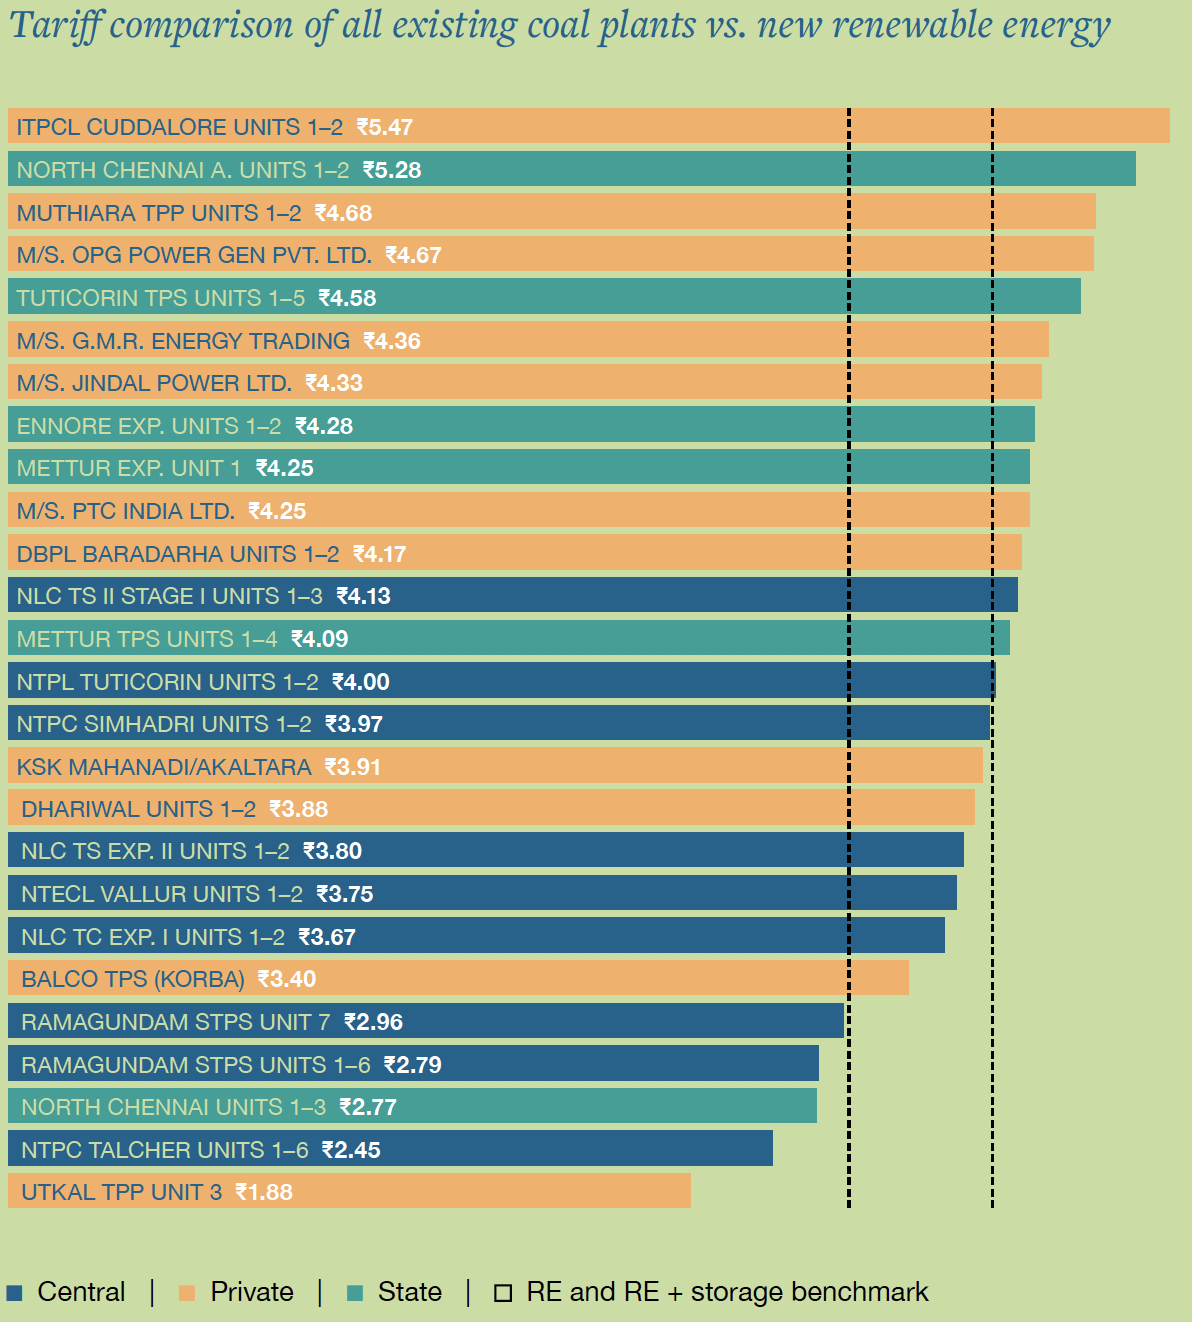 Tariff comparison of all existing coal plants vs. new renewable energy
ITPCL CUDDALORE UNITS 1–2 ₹5.47
NORTH CHENNAI A. UNITS 1–2 ₹5.28
MUTHIARA TPP UNITS 1–2 ₹4.68
M/S. OPG POWER GEN PVT. LTD. ₹4.67
TUTICORIN TPS UNITS 1–5 ₹4.58
M/S. G.M.R. ENERGY TRADING ₹4.36
M/S. JINDAL POWER LTD. ₹4.33
ENNORE EXP. UNITS 1–2 ₹4.28
METTUR EXP. UNIT 1 ₹4.25
M/S. PTC INDIA LTD. ₹4.25
DBPL BARADARHA UNITS 1–2 ₹4.17
NLC TS II STAGE I UNITS 1–3 ₹4.13
METTUR TPS UNITS 1–4 ₹4.09
NTPL TUTICORIN UNITS 1–2 ₹4.00
NTPC SIMHADRI UNITS 1–2 ₹3.97
KSK MAHANADI/AKALTARA ₹3.91
DHARIWAL UNITS 1–2 ₹3.88
NLC TS EXP. II UNITS 1–2 ₹3.80
NTECL VALLUR UNITS 1–2 ₹3.75
NLC TC EXP. I UNITS 1–2 ₹3.67
BALCO TPS (KORBA) ₹3.40
RAMAGUNDAM STPS UNIT 7 ₹2.96
RAMAGUNDAM STPS UNITS 1–6 ₹2.79
NORTH CHENNAI UNITS 1–3 ₹2.77
NTPC TALCHER UNITS 1–6 ₹2.45
UTKAL TPP UNIT 3 ₹1.88
Central | Private | State | RE and RE + storage benchmark